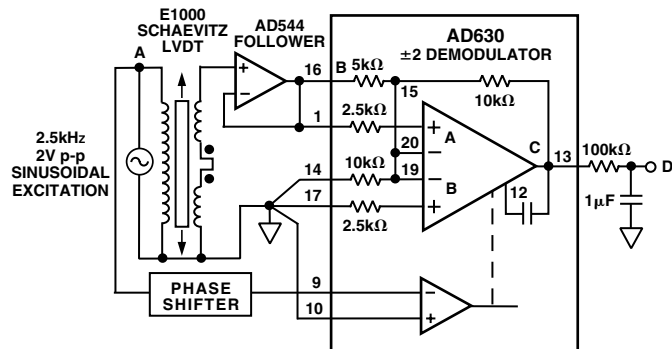 E1000
SCHAEVITZ
LVDT
A
AD544
FOLLOWER
AD630
±2 DEMODULATOR
16
B
5kΩ
15
10kΩ
1
2.5kΩ
A
20
C
13
100kΩ
D
2.5kHz
2V p-p
SINUSOIDAL
EXCITATION
14
10kΩ
19
B
12
1µF
17
2.5kΩ
PHASE
SHIFTER
9
10